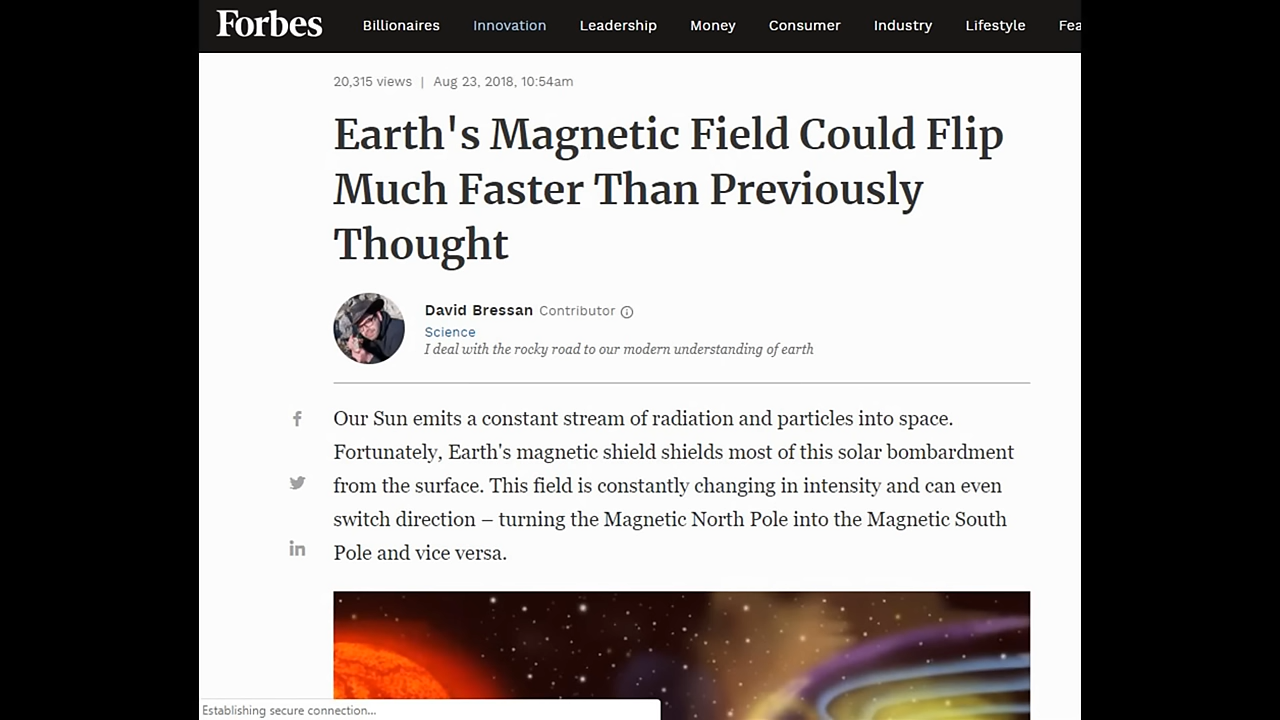 Forbes Billionaires Innovation Leadership Money Consumer Industry Lifestyle Fea
20,315 views | Aug 23, 2018, 10:54am
Earth's Magnetic Field Could Flip
Much Faster Than Previously
Thought
David Bressan Contributor
Science
I deal with the rocky road to our modern understanding of earth
Our Sun emits a constant stream of radiation and particles into space.
Fortunately, Earth's magnetic shield shields most of this solar bombardment
from the surface. This field is constantly changing in intensity and can even
switch direction – turning the Magnetic North Pole into the Magnetic South
Pole and vice versa.
Establishing secure connection...